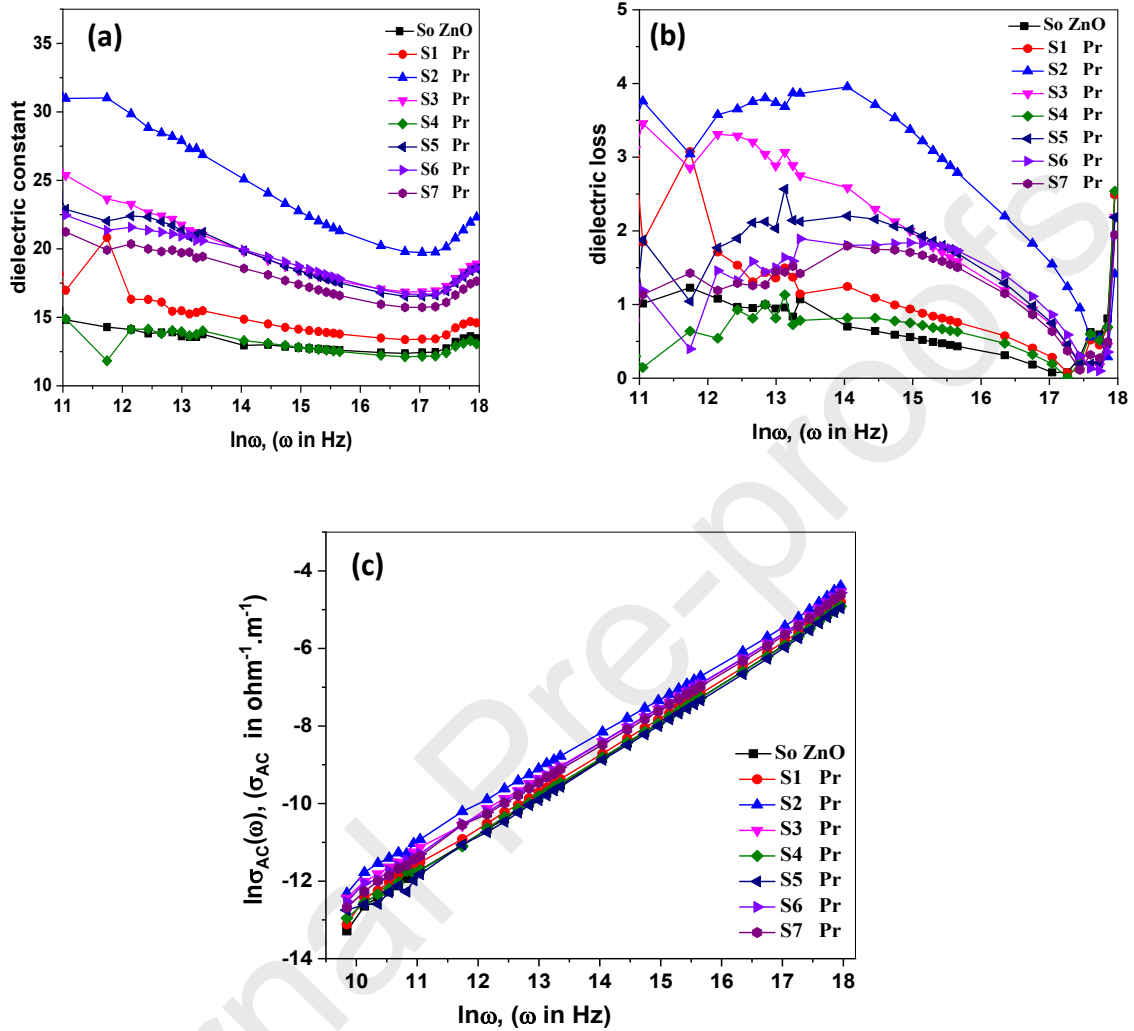 (a)
So ZnO
S1 Pr
S2 Pr
S3 Pr
S4 Pr
S5 Pr
S6 Pr
S7 Pr
dielectric constant
35
30
25
20
15
10
11 12 13 14 15 16 17 18
lnω, (ω in Hz)
(b)
So ZnO
S1 Pr
S2 Pr
S3 Pr
S4 Pr
S5 Pr
S6 Pr
S7 Pr
dielectric loss
5
4
3
2
1
0
11 12 13 14 15 16 17 18
lnω, (ω in Hz)
(c)
lnσ_AC(ω), (σ_AC in ohm⁻¹.m⁻¹)
-4
-6
-8
-10
-12
-14
So ZnO
S1 Pr
S2 Pr
S3 Pr
S4 Pr
S5 Pr
S6 Pr
S7 Pr
10 11 12 13 14 15 16 17 18
lnω, (ω in Hz)
rnal Pre-proofs